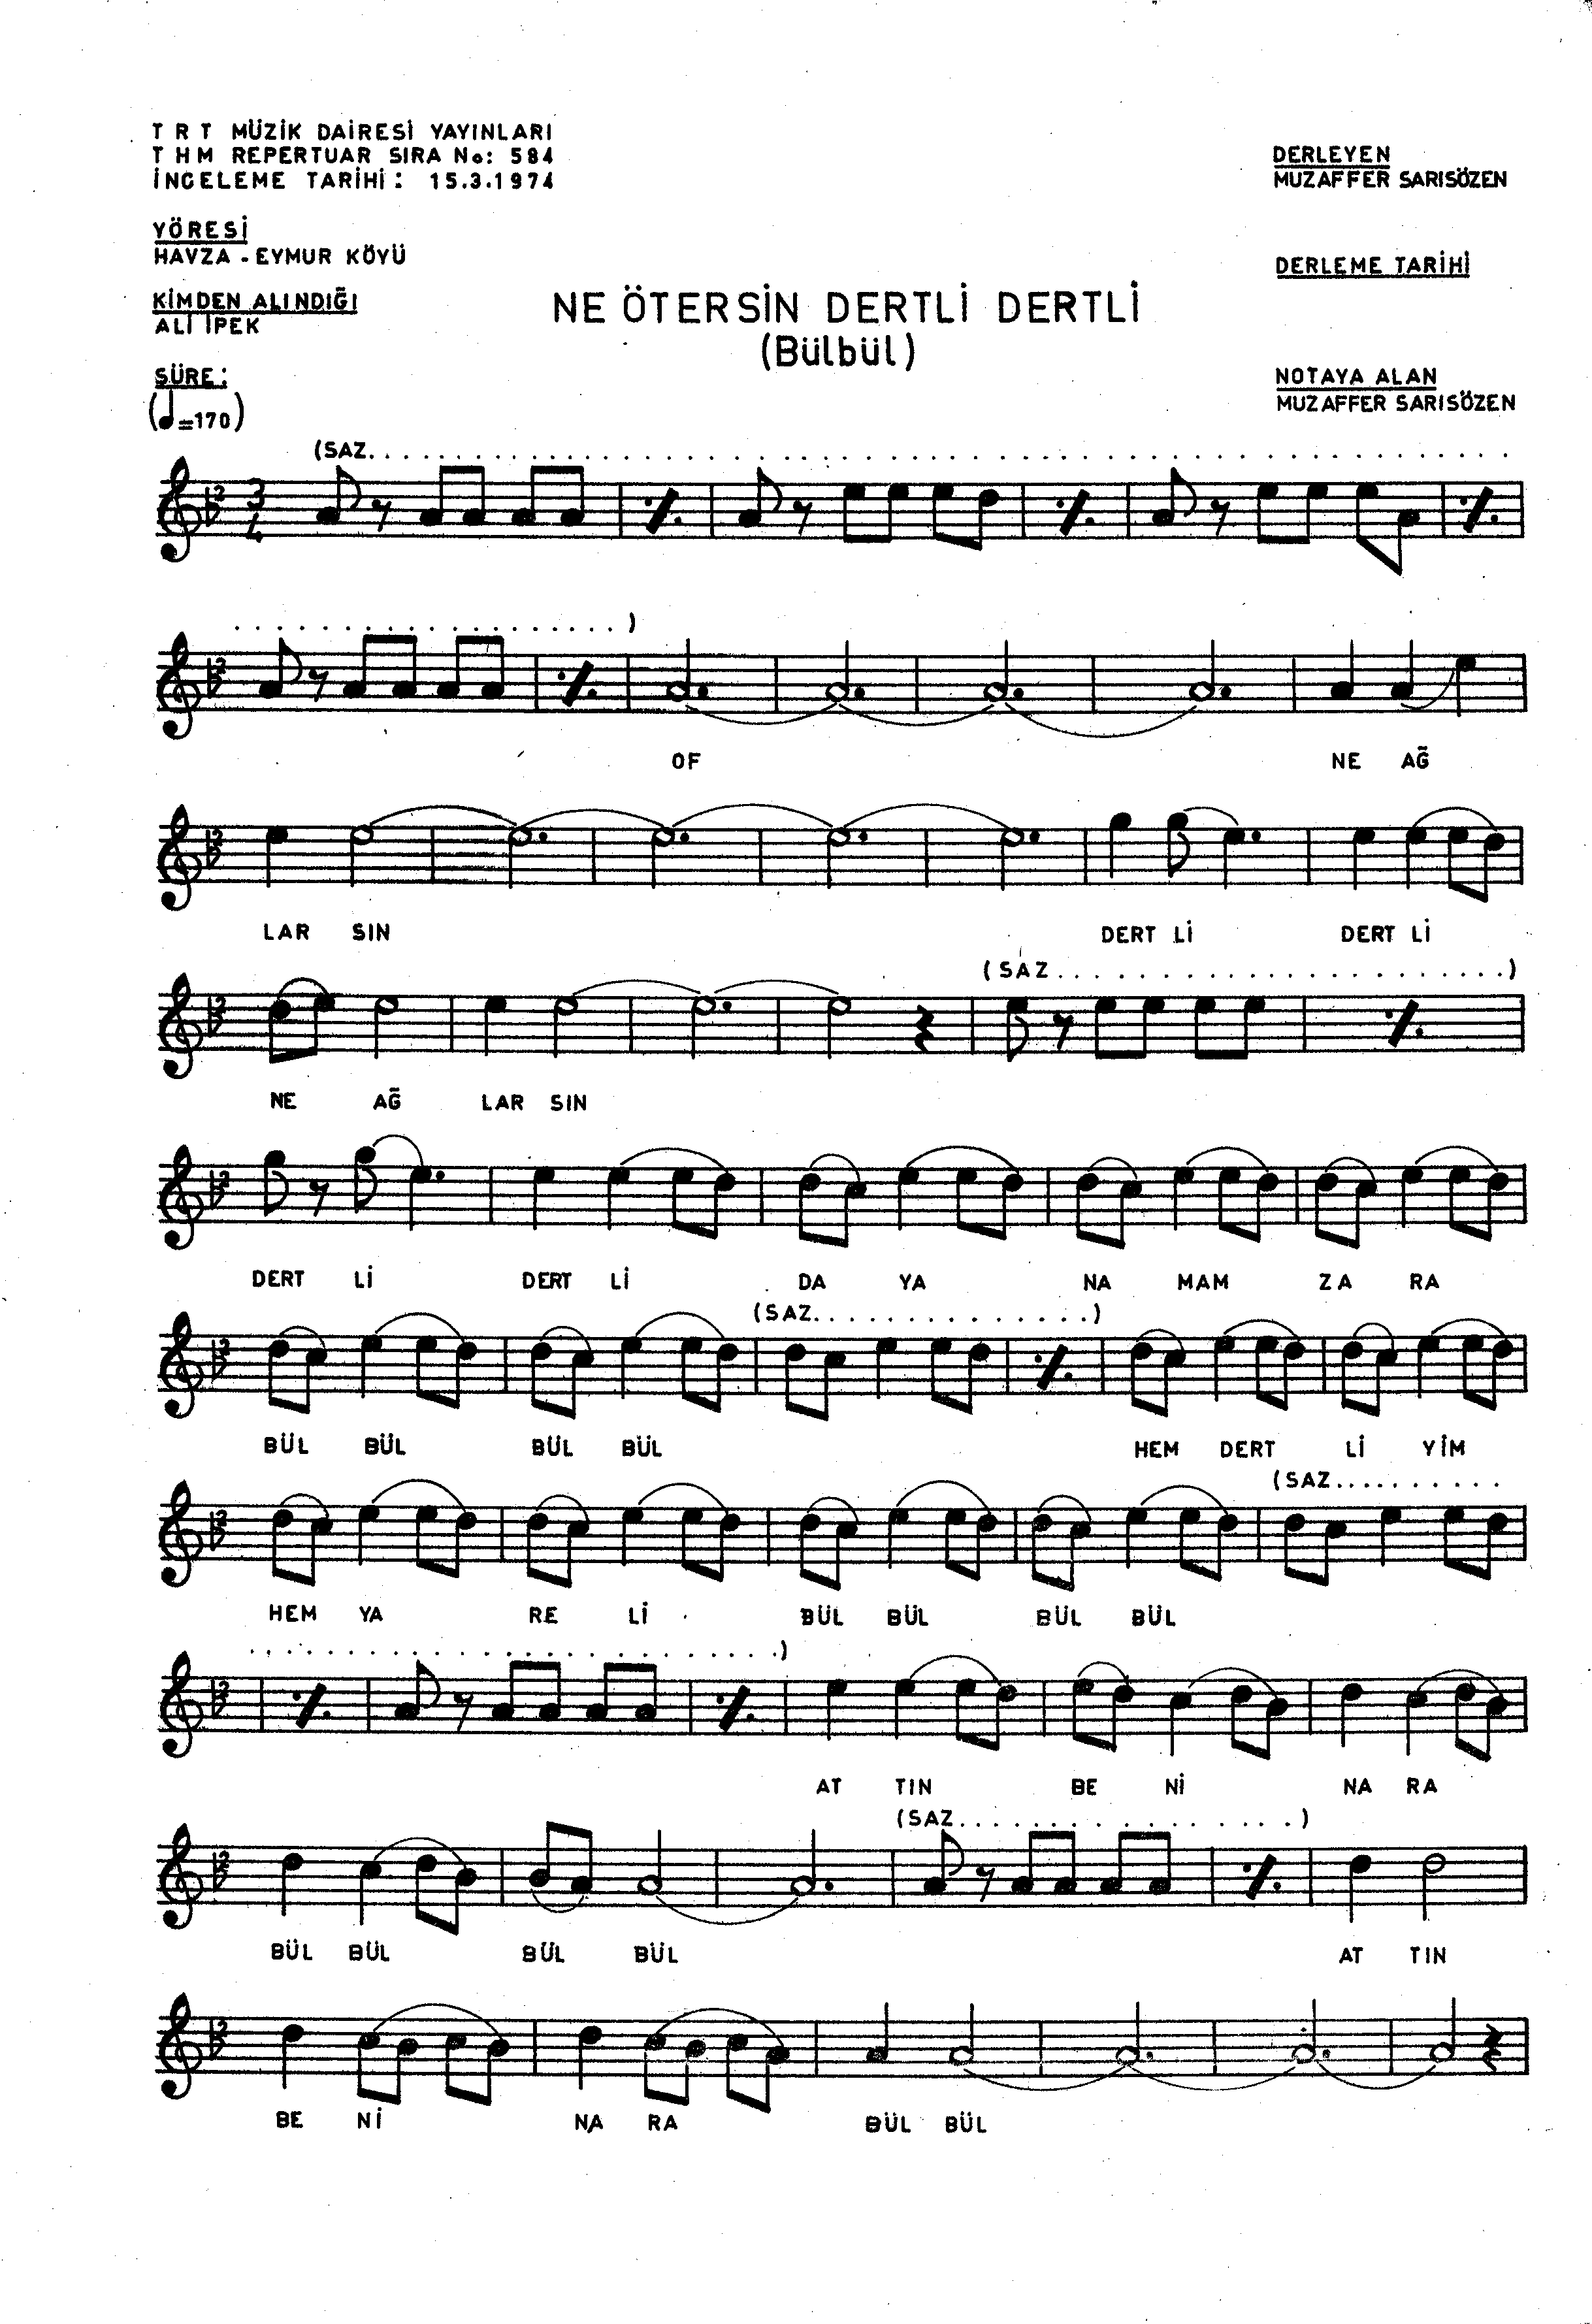 TRT MÜZİK DAİRESİ YAYINLARI
THM REPERTUAR SIRA No: 584
İNCELEME TARİHİ: 15.3.1974
DERLEYEN
MUZAFFER SARISÖZEN
YÖRESİ
HAVZA - EYMUR KÖYÜ
DERLEME TARİHİ
KİMDEN ALINDIĞI
ALİ İPEK
NE ÖTERSİN DERTLİ DERTLİ
(Bülbül)
SÜRE:
(♩=170)
NOTAYA ALAN
MUZAFFER SARISÖZEN
(SAZ. . . . . . . . . . . . . . . . . . . . . . . . .
3
4
. . . . . . . . . . . . . . . . . )
OF NE AĞ
LAR SIN DERT Lİ DERT Lİ
(SAZ. . . . . . . . . . . . . . . . . . . . )
NE AĞ LAR SIN
DERT Lİ DERT Lİ DA YA NA MAM ZA RA
(SAZ. . . . . . . . . . . . . )
BÜL BÜL BÜL BÜL HEM DERT Lİ YİM
(SAZ. . . . . . . . . .
HEM YA RE Lİ BÜL BÜL BÜL BÜL
. . . . . . . . . . . . . . . . . . . . . )
AT TIN BE Nİ NA RA
(SAZ. . . . . . . . . . . . . . . )
BÜL BÜL BÜL BÜL AT TIN
BE Nİ NA RA BÜL BÜL